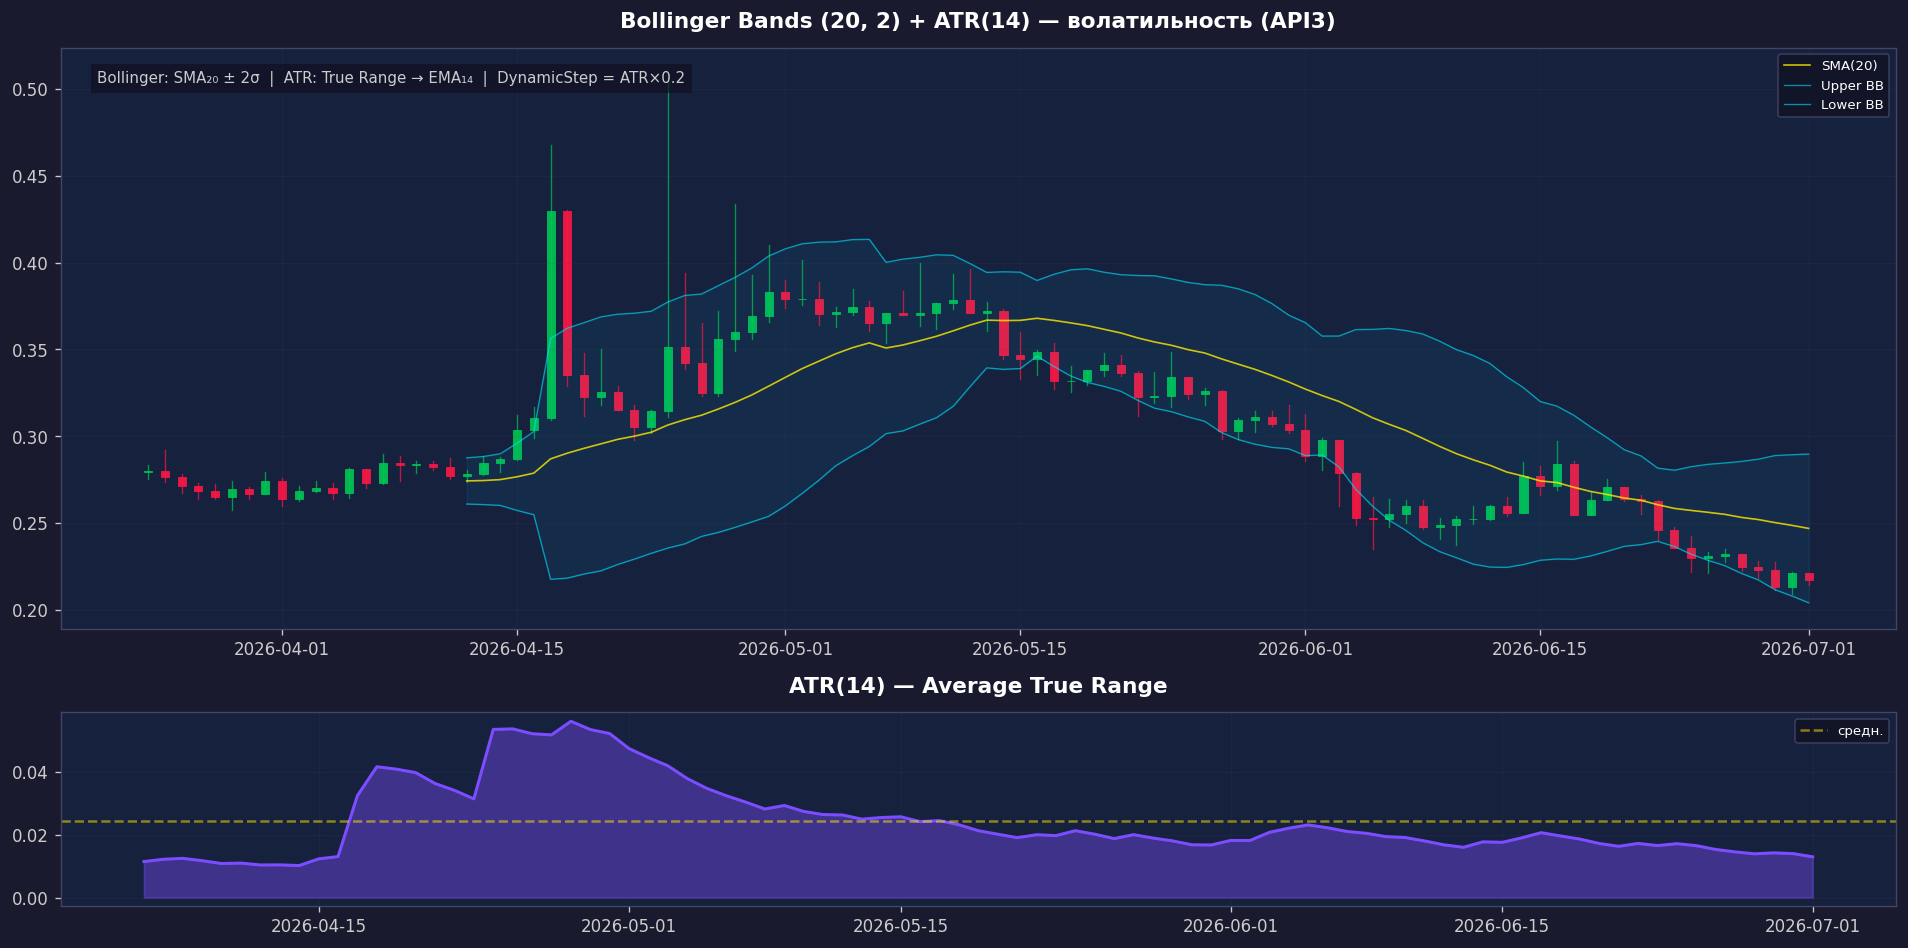 Bollinger Bands (20, 2) + ATR(14) — волатильность (API3)
Bollinger: SMA₂₀ ± 2σ | ATR: True Range → EMA₁₄ | DynamicStep = ATR×0.2
SMA(20)
Upper BB
Lower BB
0.50
0.45
0.40
0.35
0.30
0.25
0.20
2026-04-01 2026-04-15 2026-05-01 2026-05-15 2026-06-01 2026-06-15 2026-07-01
ATR(14) — Average True Range
средн.
0.04
0.02
0.00
2026-04-15 2026-05-01 2026-05-15 2026-06-01 2026-06-15 2026-07-01